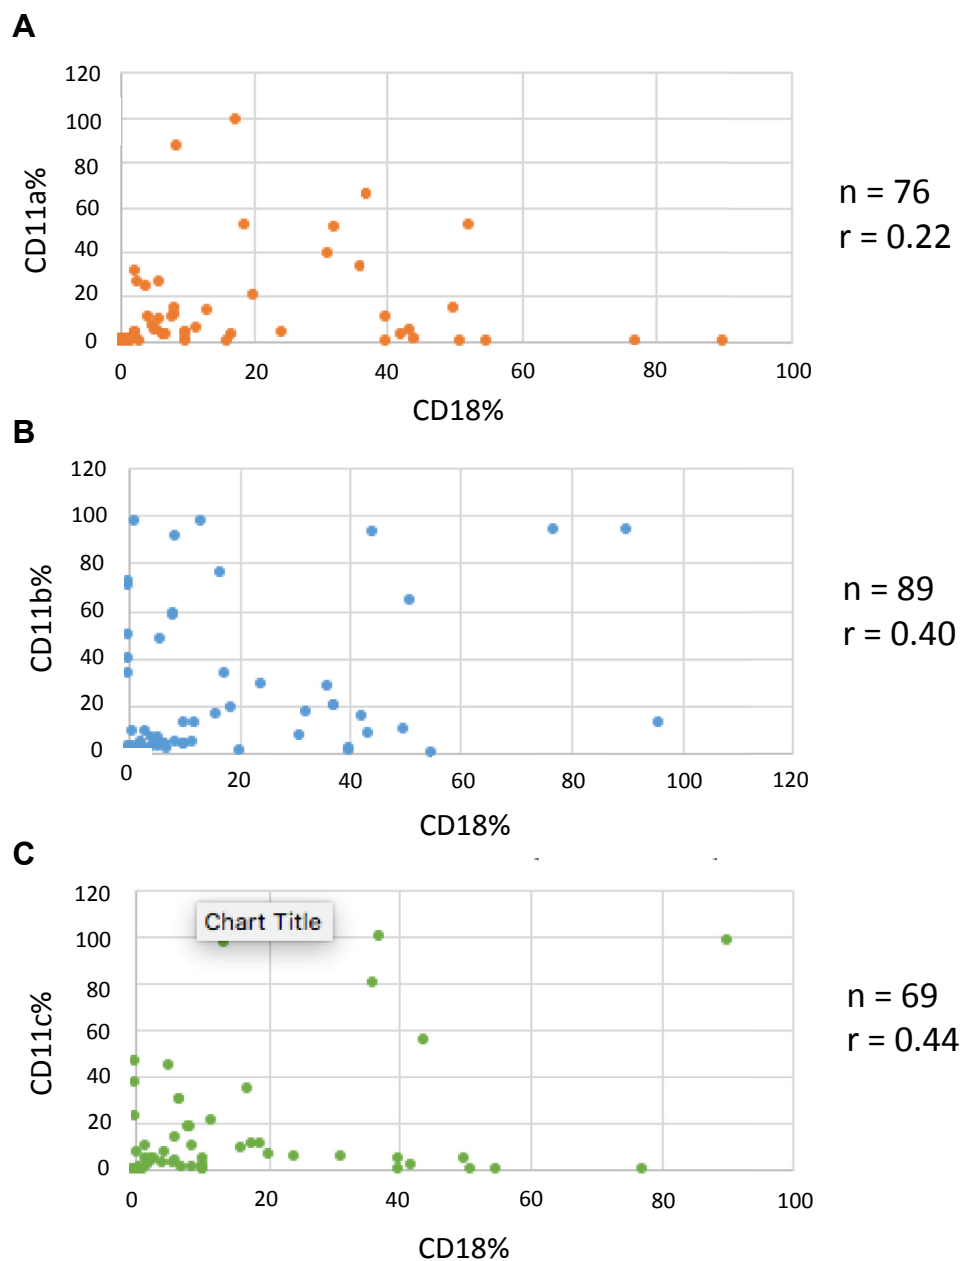 A
120
100
80
60
40
20
0
CD11a%
0 20 40 60 80 100
CD18%
n = 76
r = 0.22
B
120
100
80
60
40
20
0
CD11b%
0 20 40 60 80 100 120
CD18%
n = 89
r = 0.40
C
120
100
80
60
40
20
0
CD11c%
Chart Title
0 20 40 60 80 100
CD18%
n = 69
r = 0.44